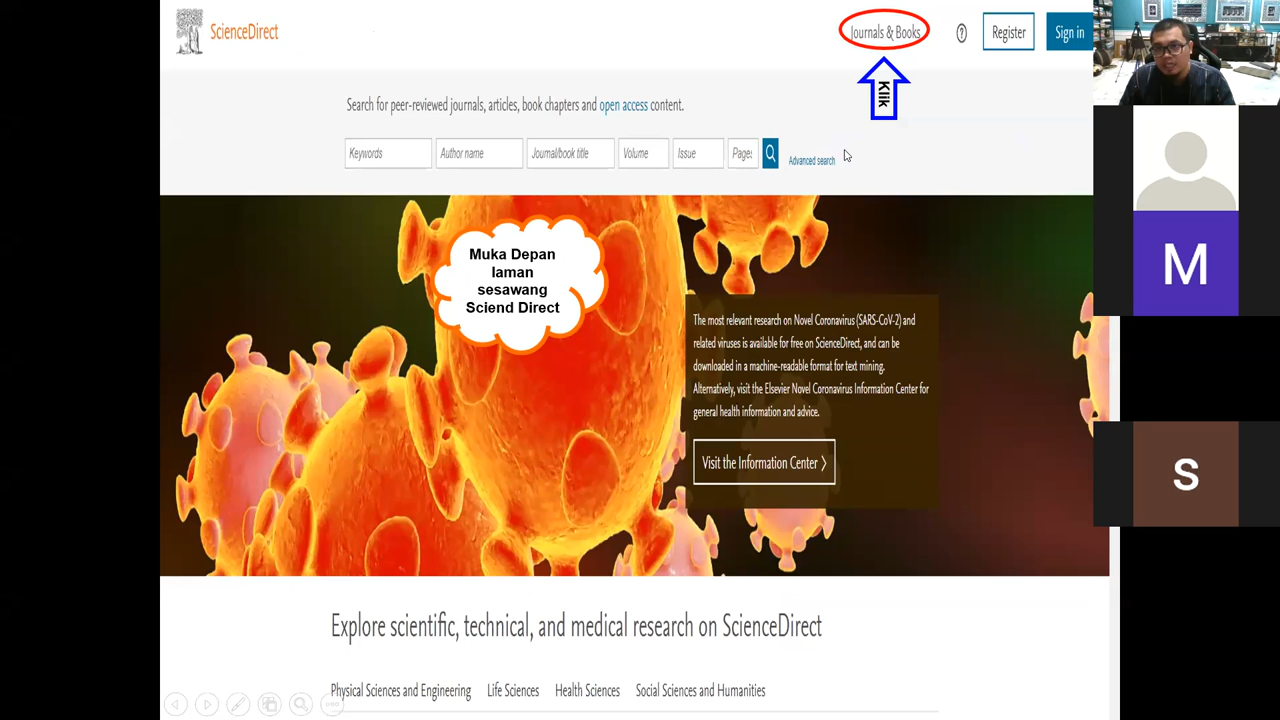 ScienceDirect
Journals & Books
?
Register
Sign in
Klik
Search for peer-reviewed journals, articles, book chapters and open access content.
Keywords
Author name
Journal/book title
Volume
Issue
Page:
Advanced search
Muka Depan
laman
sesawang
Sciend Direct
The most relevant research on Novel Coronavirus (SARS-CoV-2) and
related viruses is available for free on ScienceDirect, and can be
downloaded in a machine-readable format for text mining.
Alternatively, visit the Elsevier Novel Coronavirus Information Center for
general health information and advice.
Visit the Information Center >
M
S
Explore scientific, technical, and medical research on ScienceDirect
Physical Sciences and Engineering
Life Sciences
Health Sciences
Social Sciences and Humanities